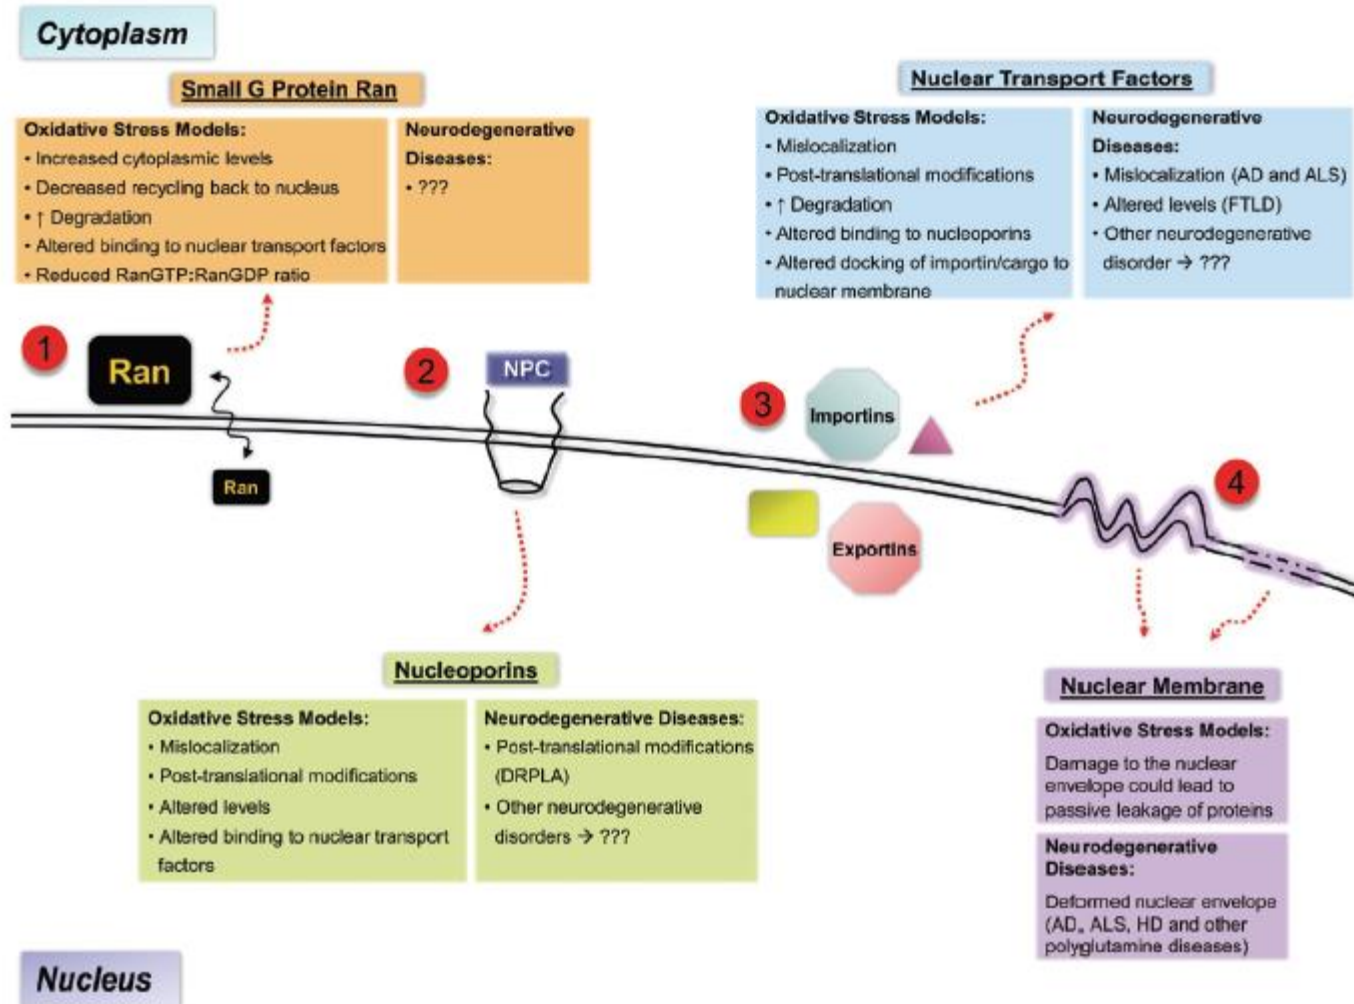 Cytoplasm
Small G Protein Ran
Oxidative Stress Models:
• Increased cytoplasmic levels
• Decreased recycling back to nucleus
• ↑ Degradation
• Altered binding to nuclear transport factors
• Reduced RanGTP:RanGDP ratio
Neurodegenerative
Diseases:
• ???
Nuclear Transport Factors
Oxidative Stress Models:
• Mislocalization
• Post-translational modifications
• ↑ Degradation
• Altered binding to nucleoporins
• Altered docking of importin/cargo to
nuclear membrane
Neurodegenerative
Diseases:
• Mislocalization (AD and ALS)
• Altered levels (FTLD)
• Other neurodegenerative
disorder → ???
1
Ran
Ran
2
NPC
3
Importins
Exportins
4
Nucleoporins
Oxidative Stress Models:
• Mislocalization
• Post-translational modifications
• Altered levels
• Altered binding to nuclear transport
factors
Neurodegenerative Diseases:
• Post-translational modifications
(DRPLA)
• Other neurodegenerative
disorders → ???
Nuclear Membrane
Oxidative Stress Models:
Damage to the nuclear
envelope could lead to
passive leakage of proteins
Neurodegenerative
Diseases:
Deformed nuclear envelope
(AD, ALS, HD and other
polyglutamine diseases)
Nucleus